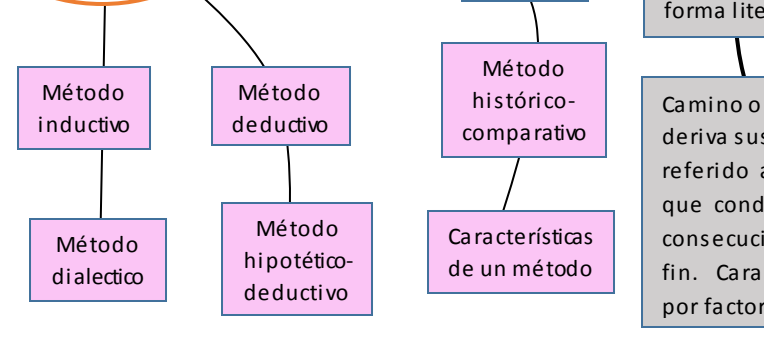 Método
inductivo
Método
dialectico
Método
deductivo
Método
hipotético-
deductivo
Método
histórico-
comparativo
Características
de un método
forma lite
Camino o
deriva sus
referido a
que cond
consecuci
fin. Cara
por factor